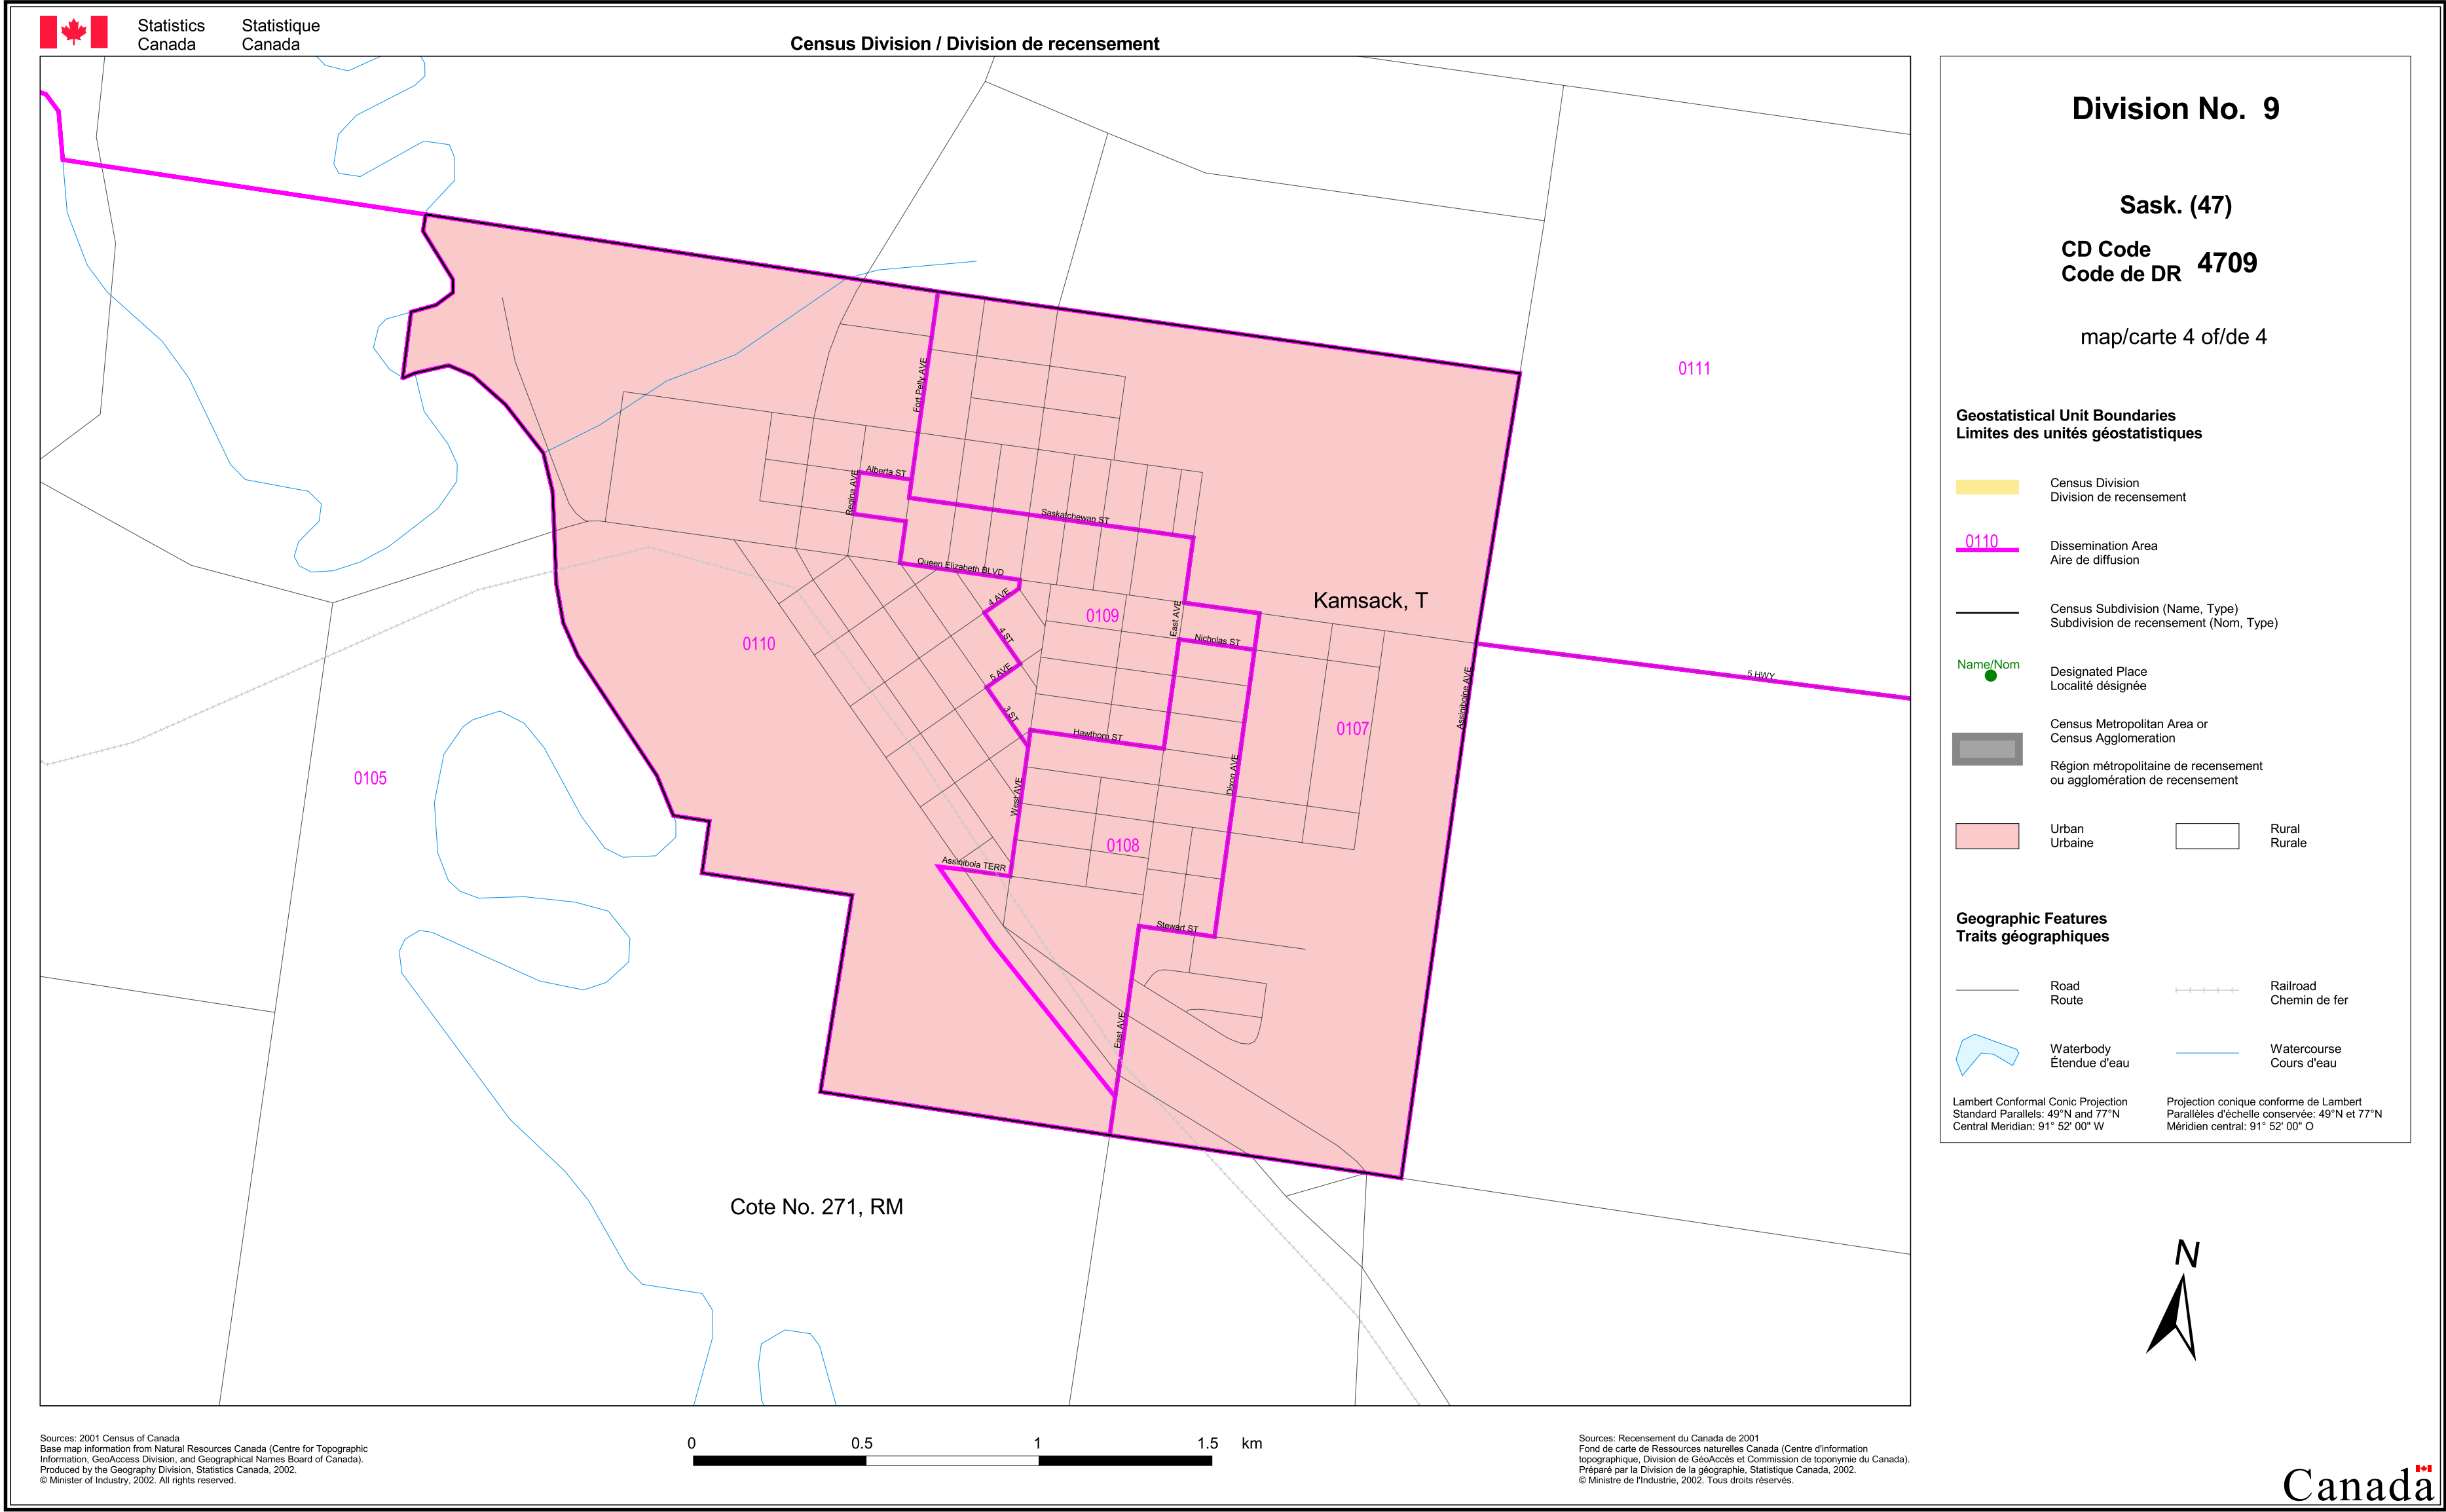 Statistics Statistique
Canada Canada
Census Division / Division de recensement
Division No. 9
Sask. (47)
CD Code
Code de DR 4709
map/carte 4 of/de 4
Geostatistical Unit Boundaries
Limites des unités géostatistiques
Census Division
Division de recensement
0110
Dissemination Area
Aire de diffusion
Census Subdivision (Name, Type)
Subdivision de recensement (Nom, Type)
Name/Nom
Designated Place
Localité désignée
Census Metropolitan Area or
Census Agglomeration
Région métropolitaine de recensement
ou agglomération de recensement
Urban
Urbaine
Rural
Rurale
Geographic Features
Traits géographiques
Road
Route
Railroad
Chemin de fer
Waterbody
Étendue d'eau
Watercourse
Cours d'eau
Lambert Conformal Conic Projection
Standard Parallels: 49°N and 77°N
Central Meridian: 91° 52' 00" W
Projection conique conforme de Lambert
Parallèles d'échelle conservée: 49°N et 77°N
Méridien central: 91° 52' 00" O
N
0111
Fort Pelly AVE
Alberta ST
Regina AVE
Saskatchewan ST
Queen Elizabeth BLVD
4 AVE
4 ST
5 AVE
3 ST
0109
East AVE
Kamsack, T
Nicholas ST
0110
Assiniboine AVE
5 HWY
0107
Hawthorn ST
0105
West AVE
Dixon AVE
0108
Assiniboia TERR
Stewart ST
East AVE
Cote No. 271, RM
Sources: 2001 Census of Canada
Base map information from Natural Resources Canada (Centre for Topographic
Information, GeoAccess Division, and Geographical Names Board of Canada).
Produced by the Geography Division, Statistics Canada, 2002.
© Minister of Industry, 2002. All rights reserved.
0 0.5 1 1.5 km
Sources: Recensement du Canada de 2001
Fond de carte de Ressources naturelles Canada (Centre d'information
topographique, Division de GéoAccès et Commission de toponymie du Canada).
Préparé par la Division de la géographie, Statistique Canada, 2002.
© Ministre de l'Industrie, 2002. Tous droits réservés.
Canada